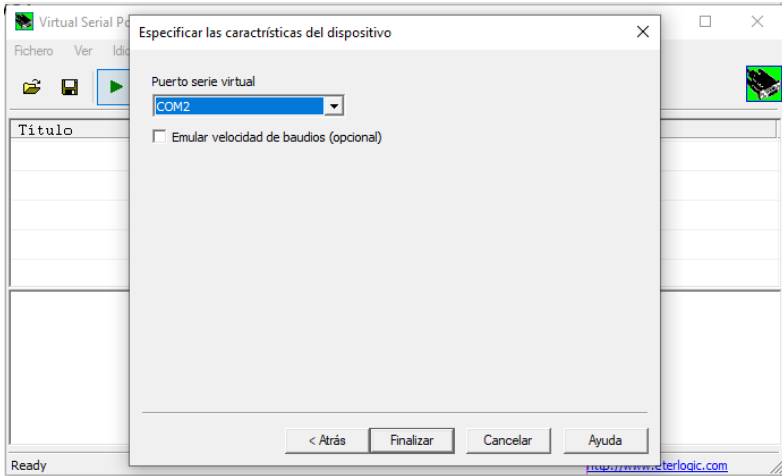 Virtual Serial Po
Especificar las caractrísticas del dispositivo
Fichero Ver Idio
Puerto serie virtual
COM2
Título
Emular velocidad de baudios (opcional)
< Atrás Finalizar Cancelar Ayuda
Ready
http://www.eterlogic.com